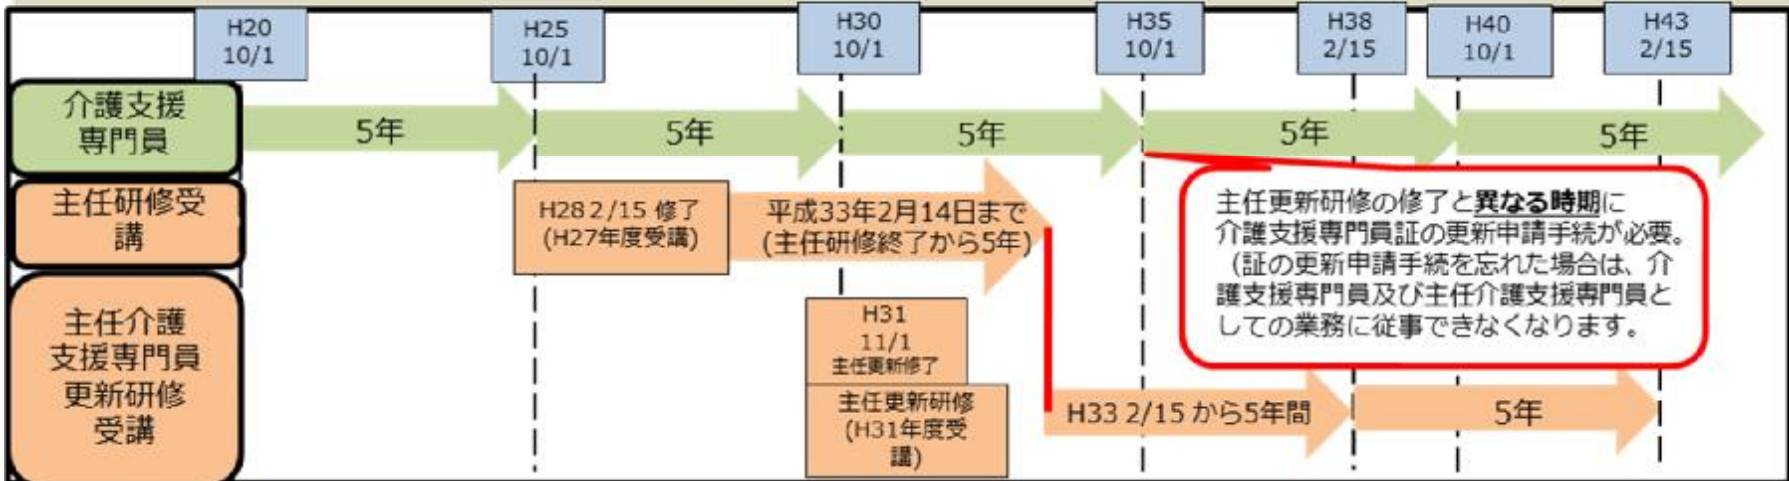 H20
10/1
H25
10/1
H30
10/1
H35
10/1
H38
2/15
H40
10/1
H43
2/15
介護支援
専門員
5年
5年
5年
5年
5年
主任研修受
講
H28 2/15 修了
(H27年度受講)
平成33年2月14日まで
(主任研修終了から5年)
主任更新研修の修了と異なる時期に
介護支援専門員証の更新申請手続が必要。
(証の更新申請手続を忘れた場合は、介
護支援専門員及び主任介護支援専門員と
しての業務に従事できなくなります。
主任介護
支援専門員
更新研修
受講
H31
11/1
主任更新修了
主任更新研修
(H31年度受
講)
H33 2/15 から5年間
5年